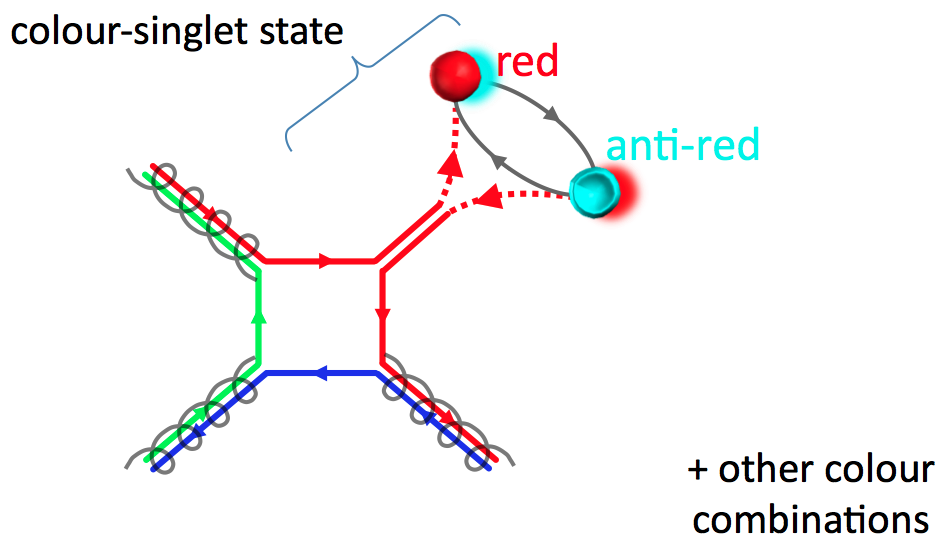 colour-singlet state
red
anti-red
+ other colour
combinations